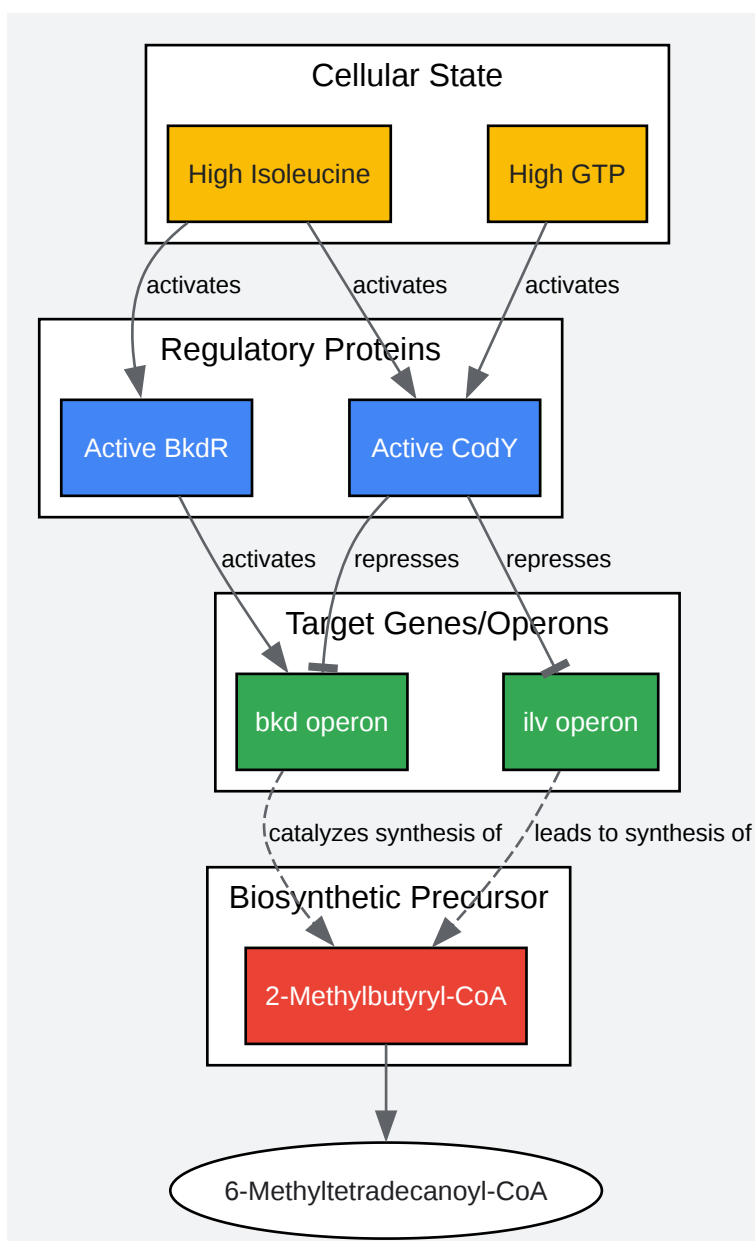 Cellular State
High Isoleucine
High GTP
activates
activates
activates
Regulatory Proteins
Active BkdR
Active CodY
activates
represses
represses
Target Genes/Operons
bkd operon
ilv operon
catalyzes synthesis of
leads to synthesis of
Biosynthetic Precursor
2-Methylbutyryl-CoA
6-Methyltetradecanoyl-CoA